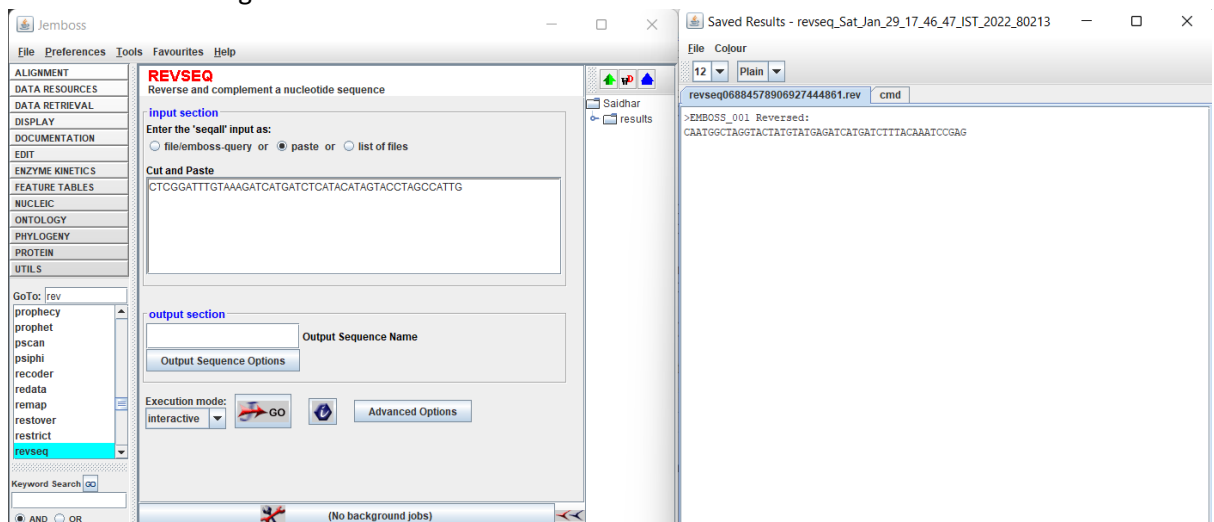 Jemboss
File Preferences Tools Favourites Help
ALIGNMENT
DATA RESOURCES
DATA RETRIEVAL
DISPLAY
DOCUMENTATION
EDIT
ENZYME KINETICS
FEATURE TABLES
NUCLEIC
ONTOLOGY
PHYLOGENY
PROTEIN
UTILS
GoTo: rev
prophecy
prophet
pscan
psiphi
recoder
redata
remap
restover
restrict
revseq
Keyword Search
AND OR
REVSEQ
Reverse and complement a nucleotide sequence
input section
Enter the 'seqall' input as:
file/emboss-query or paste or list of files
Cut and Paste
CTCGGATTTGTAAAGATCATGATCTCATACATAGTACCTAGCCATTG
output section
Output Sequence Name
Output Sequence Options
Execution mode:
interactive
GO
Advanced Options
(No background jobs)
Saidhar
results
Saved Results - revseq_Sat_Jan_29_17_46_47_IST_2022_80213
File Colour
12 Plain
revseq06884578906927444861.rev cmd
>EMBOSS_001 Reversed:
CAATGGCTAGGTACTATGTATGAGATCATGATCTTTACAAATCCGAG